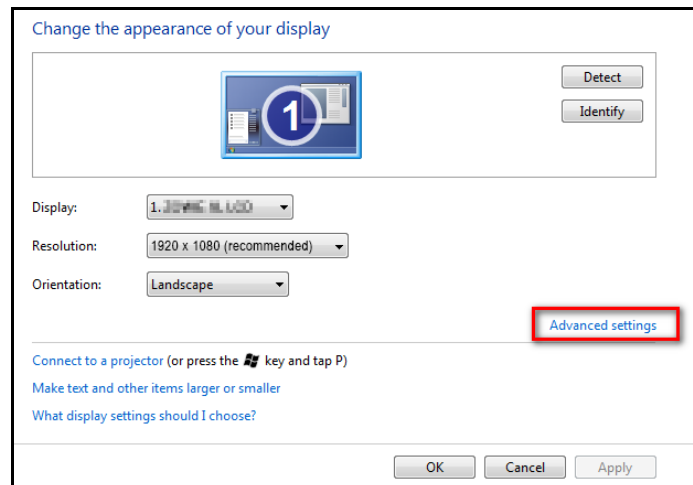 Change the appearance of your display
1
Detect
Identify
Display: 1.
Resolution: 1920 x 1080 (recommended)
Orientation: Landscape
Advanced settings
Connect to a projector (or press the key and tap P)
Make text and other items larger or smaller
What display settings should I choose?
OK Cancel Apply